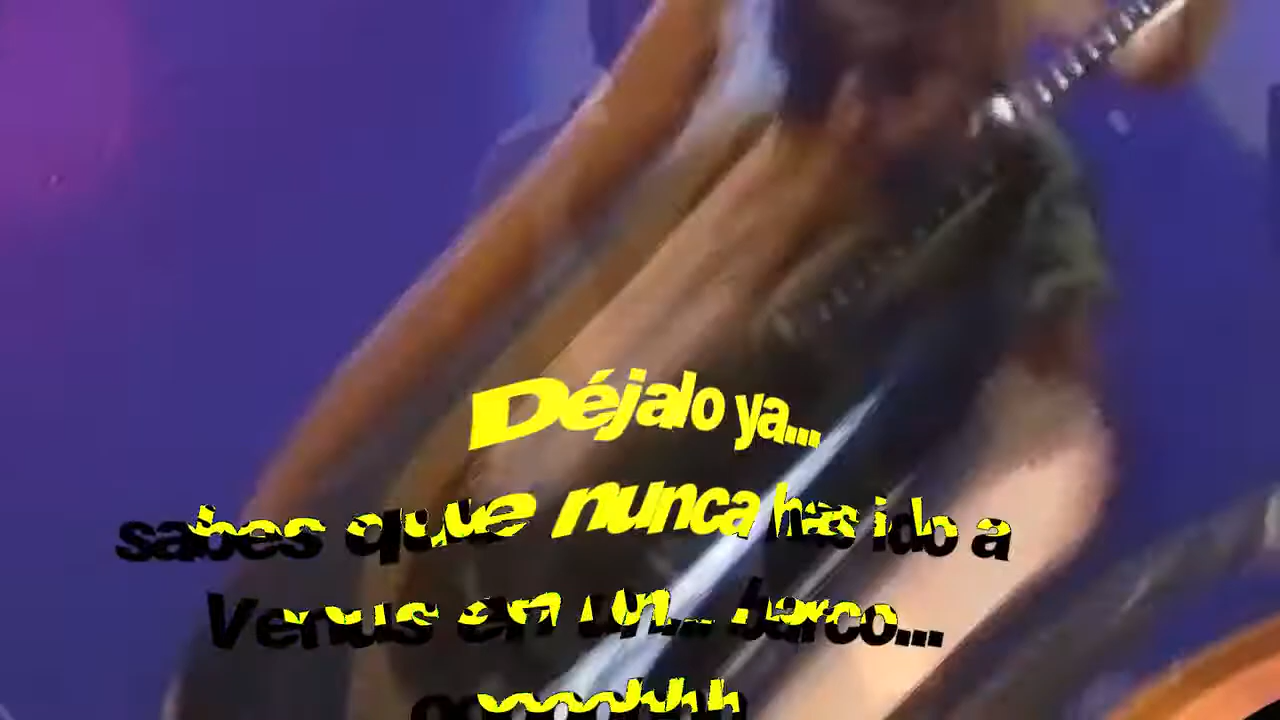 Déjalo ya...
sabes que nunca has ido a
Venus en un... barco...